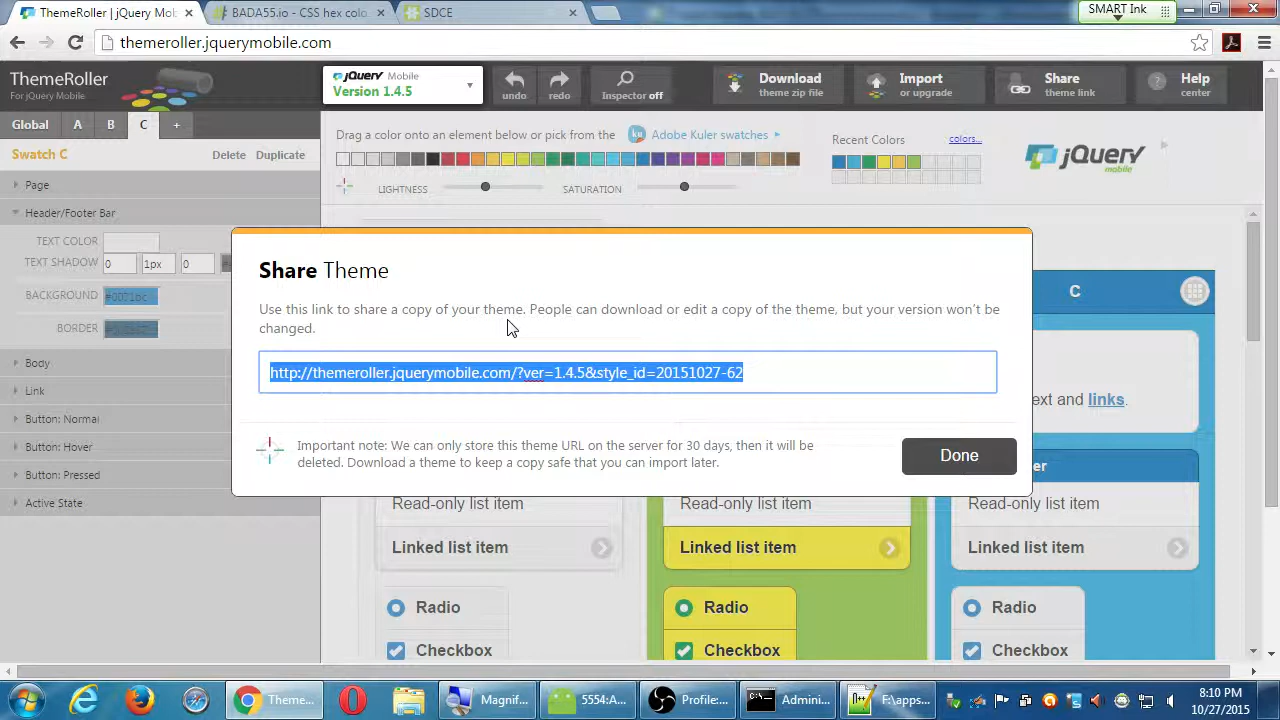 ThemeRoller | jQuery Mob
BADA55.io - CSS hex colo
SDCE
SMART Ink
themeroller.jquerymobile.com
ThemeRoller
For jQuery Mobile
jQuery Mobile
Version 1.4.5
undo
redo
Inspector off
Download
theme zip file
Import
or upgrade
Share
theme link
Help
center
Global
A
B
C
+
Swatch C
Delete
Duplicate
Drag a color onto an element below or pick from the
Adobe Kuler swatches
Recent Colors
colors...
jQuery
mobile
LIGHTNESS
SATURATION
Page
Header/Footer Bar
TEXT COLOR
TEXT SHADOW
0
1px
0
BACKGROUND
#0071bc
BORDER
Body
Link
Button: Normal
Button: Hover
Button: Pressed
Active State
Share Theme
Use this link to share a copy of your theme. People can download or edit a copy of the theme, but your version won't be
changed.
http://themeroller.jquerymobile.com/?ver=1.4.5&style_id=20151027-62
Important note: We can only store this theme URL on the server for 30 days, then it will be
deleted. Download a theme to keep a copy safe that you can import later.
Done
C
ext and links.
er
Read-only list item
Read-only list item
Read-only list item
Linked list item
Linked list item
Linked list item
Radio
Radio
Radio
Checkbox
Checkbox
Checkbox
Theme...
Magnif...
5554:A...
Profile:...
Admini...
F:\apps...
8:10 PM
10/27/2015